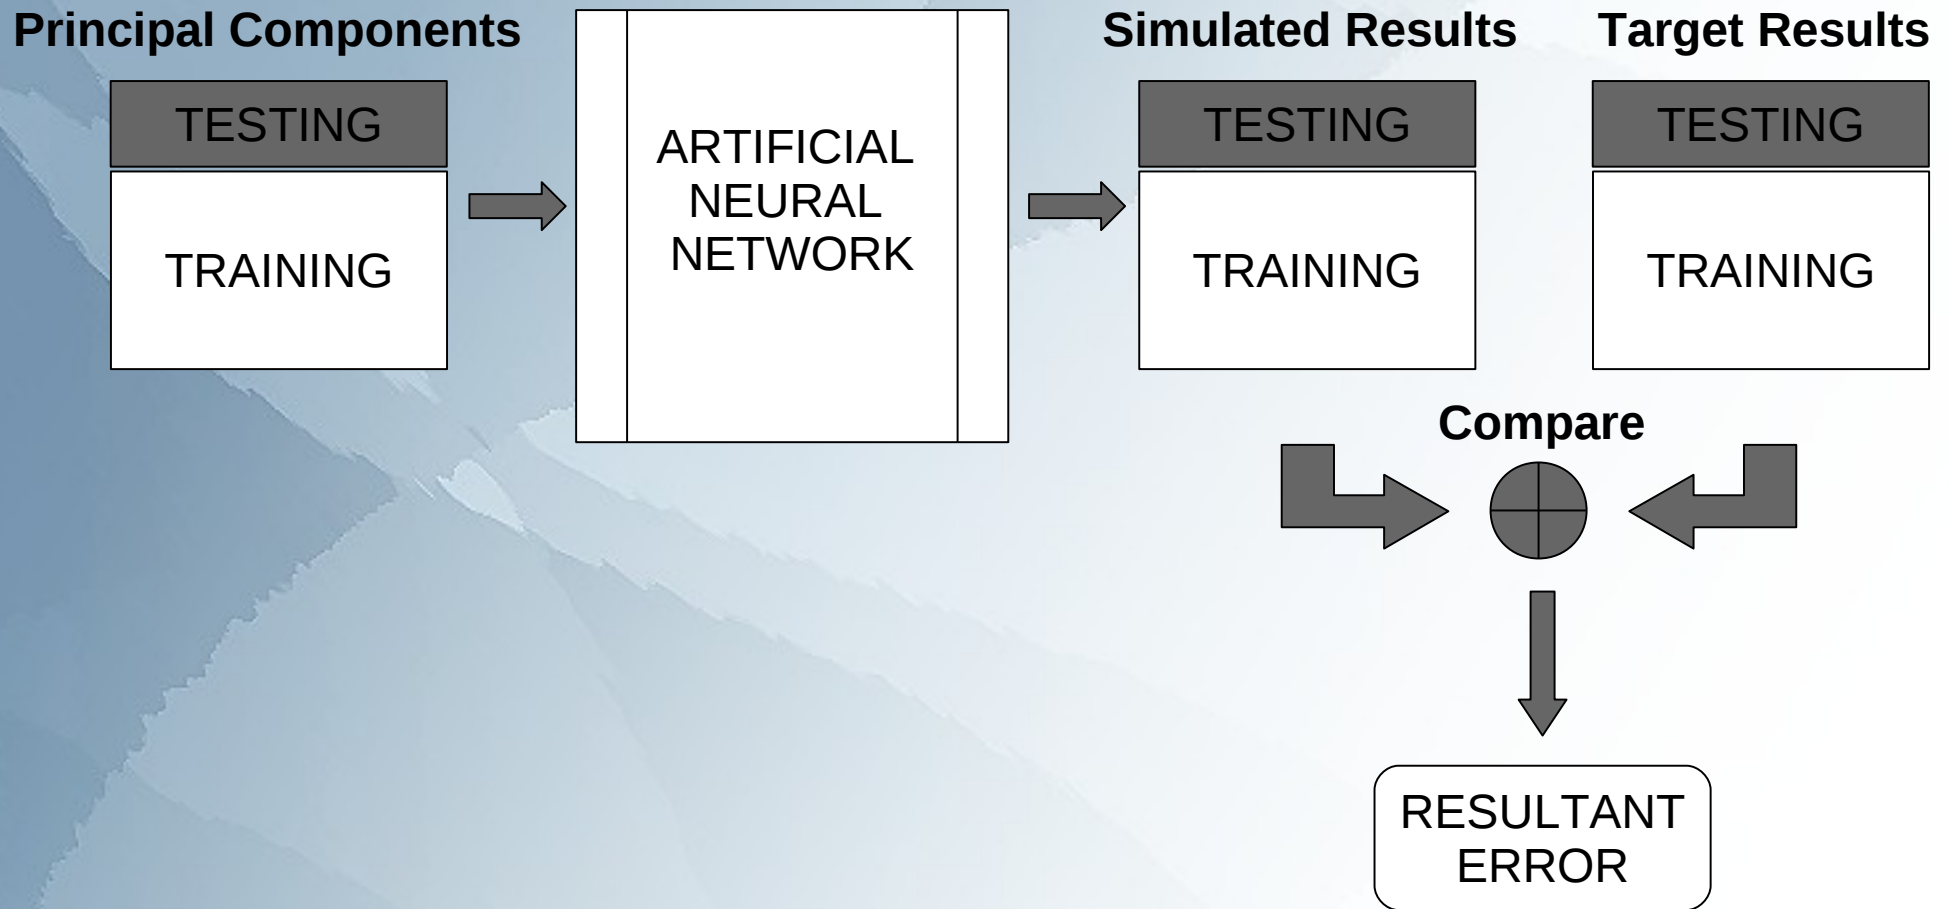 Principal Components
TESTING
TRAINING
ARTIFICIAL
NEURAL
NETWORK
Simulated Results
TESTING
TRAINING
Target Results
TESTING
TRAINING
Compare
RESULTANT
ERROR